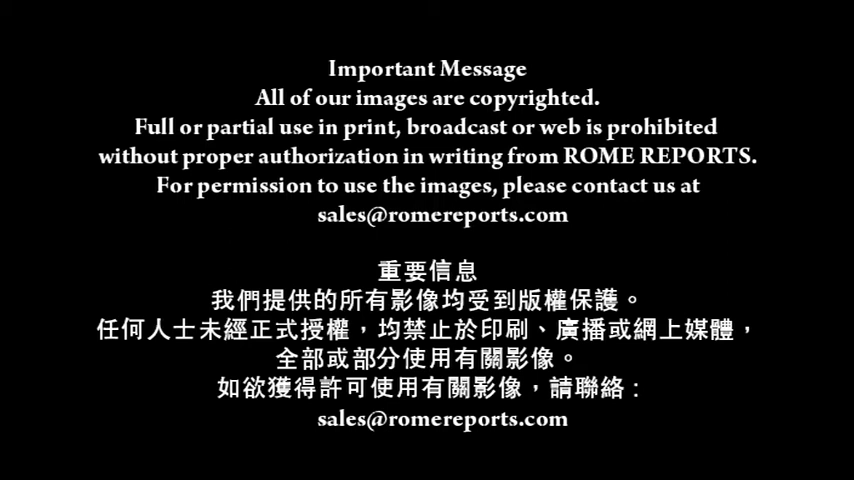 Important Message
All of our images are copyrighted.
Full or partial use in print, broadcast or web is prohibited
without proper authorization in writing from ROME REPORTS.
For permission to use the images, please contact us at
sales@romereports.com
重要信息
我們提供的所有影像均受到版權保護。
任何人士未經正式授權，均禁止於印刷、廣播或網上媒體，
全部或部分使用有關影像。
如欲獲得許可使用有關影像，請聯絡：
sales@romereports.com